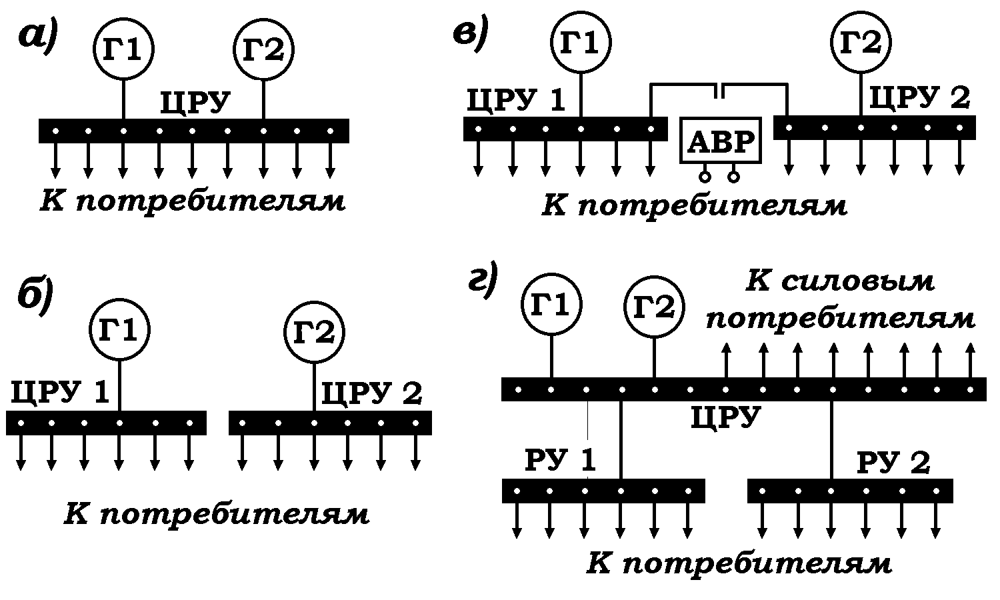 а)
Г1
Г2
ЦРУ
К потребителям
в)
Г1
Г2
ЦРУ 1
ЦРУ 2
АВР
К потребителям
б)
Г1
Г2
ЦРУ 1
ЦРУ 2
К потребителям
г)
Г1
Г2
К силовым
потребителям
ЦРУ
РУ 1
РУ 2
К потребителям